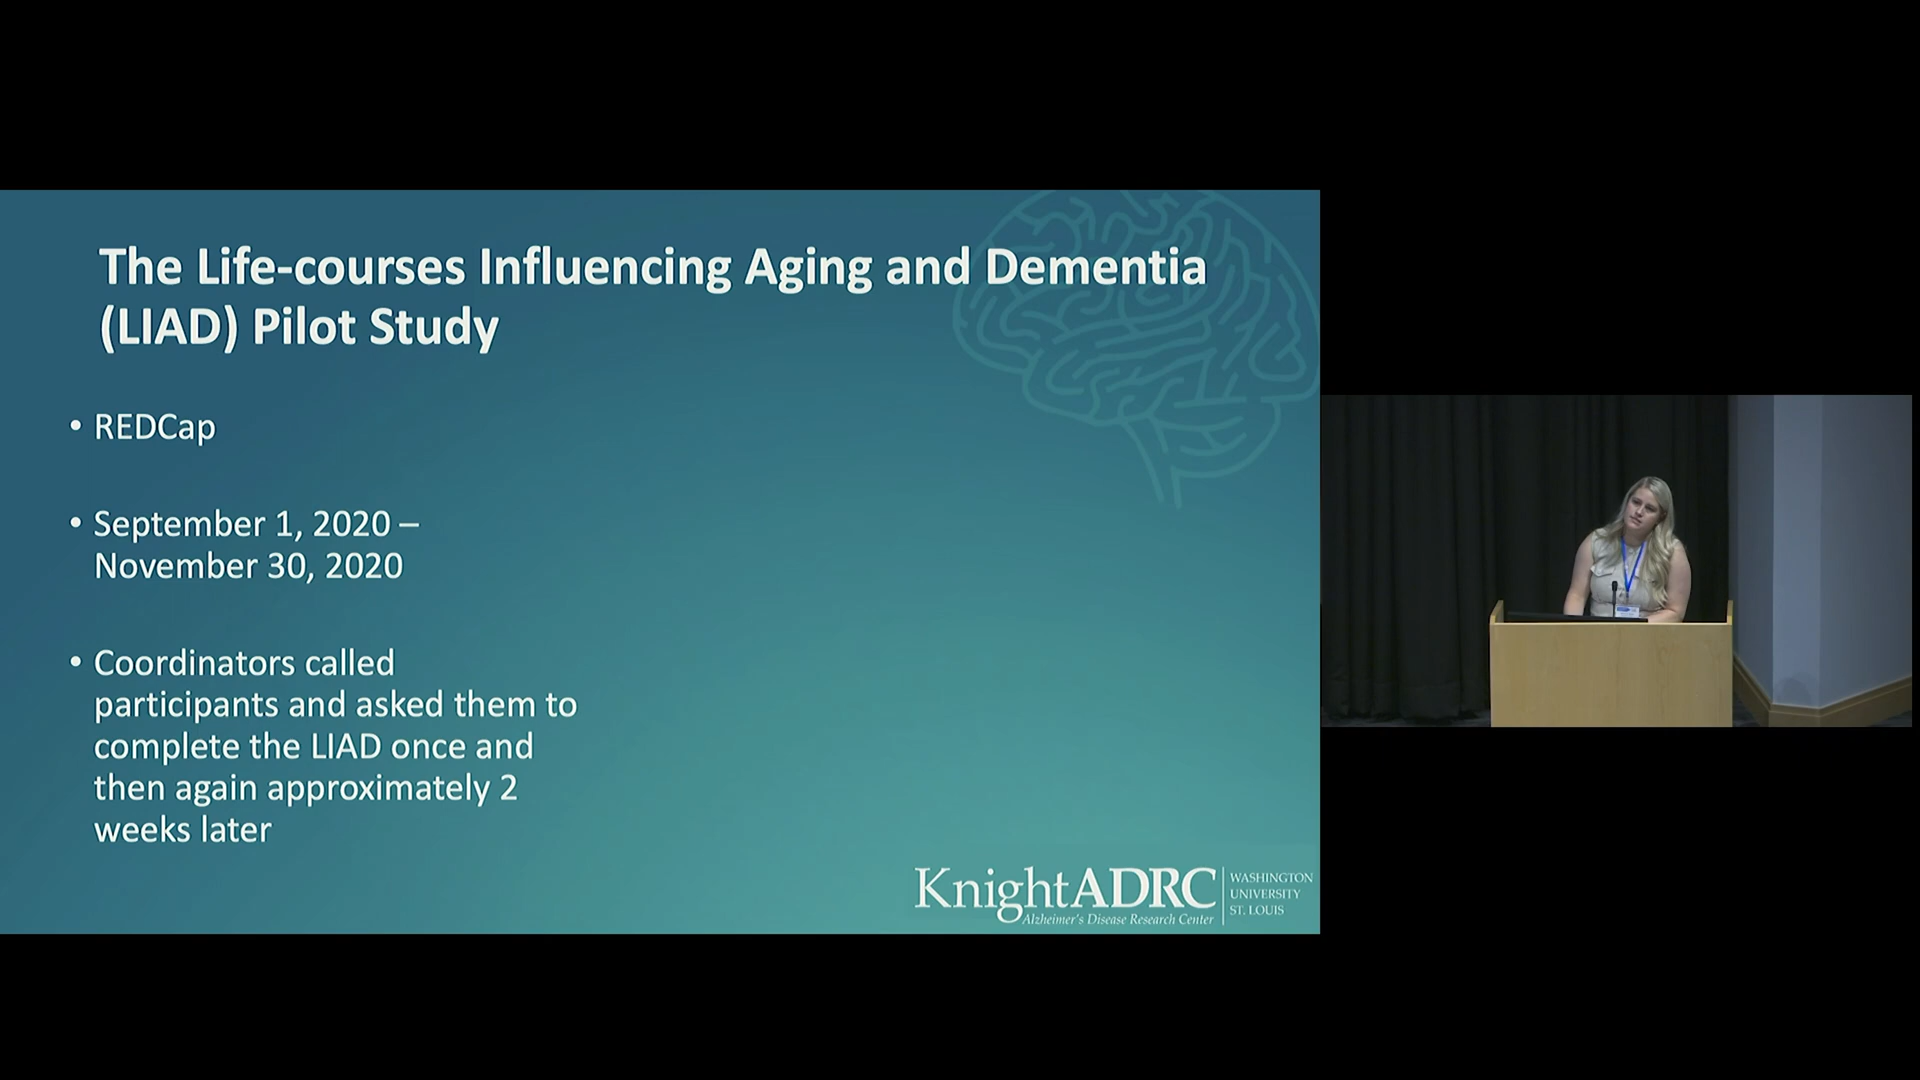 The Life-courses Influencing Aging and Dementia
(LIAD) Pilot Study
• REDCap
• September 1, 2020 –
November 30, 2020
• Coordinators called
participants and asked them to
complete the LIAD once and
then again approximately 2
weeks later
KnightADRC
Alzheimer's Disease Research Center
WASHINGTON
UNIVERSITY
ST. LOUIS